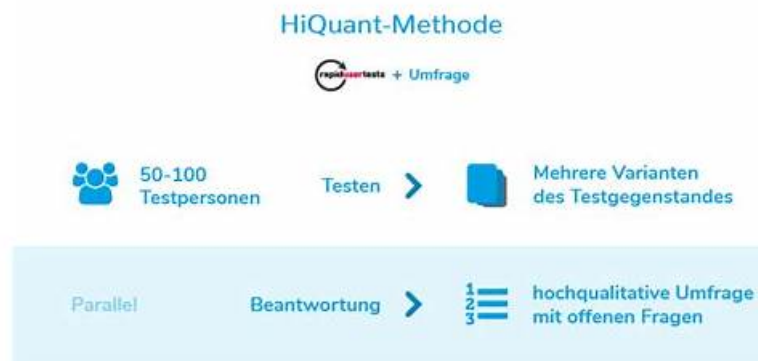 HiQuant-Methode
rapidusertests + Umfrage
50-100
Testpersonen
Testen
Mehrere Varianten
des Testgegenstandes
Parallel
Beantwortung
1
2
3
hochqualitative Umfrage
mit offenen Fragen